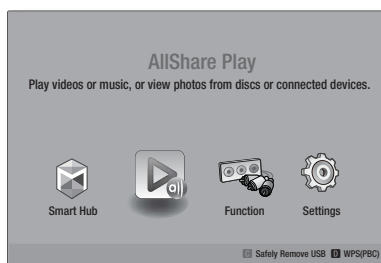 AllShare Play
Play videos or music, or view photos from discs or connected devices.
all
Smart Hub
Function
Settings
C Safely Remove USB D WPS(PBC)